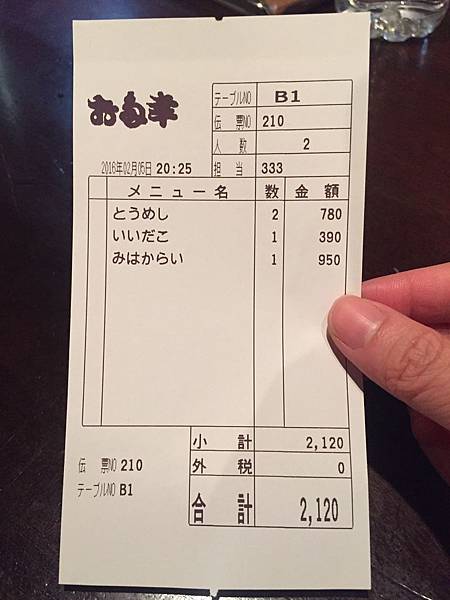 お多幸
テーブルNO B1
伝票NO 210
人数 2
2016年02月05日 20:25 担当 333
メニュー名 数 金額
とうめし 2 780
いいだこ 1 390
みはからい 1 950
小計 2,120
外税 0
伝票NO 210
テーブルNO B1
合計 2,120